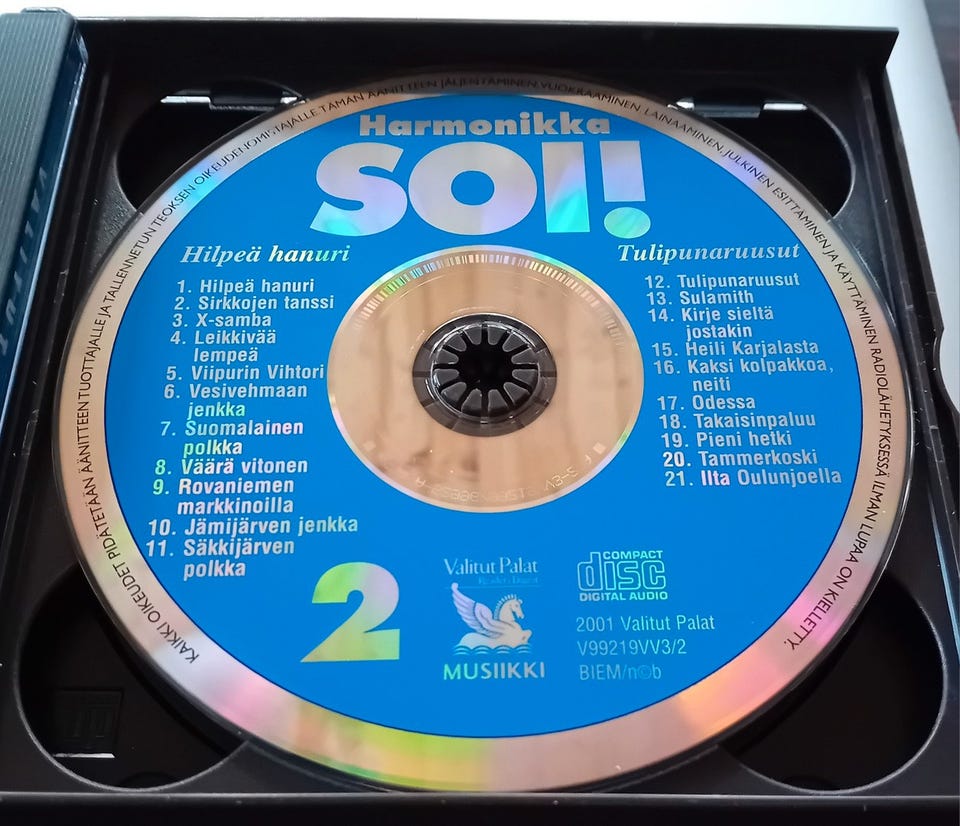 KAIKKI OIKEUDET PIDÄTETÄÄN ÄÄNITTEEN TUOTTAJALLE JA TALLENNETUN TEOKSEN OIKEUDENOMISTAJALLE TÄMÄN ÄÄNITTEEN JÄLJENTÄMINEN, VUOKRAAMINEN, LAINAAMINEN, JULKINEN ESITTÄMINEN JA KÄYTTÄMINEN RADIOLÄHETYKSESSÄ ILMAN LUPAA ON KIELLETTY.
Harmonikka
SOI!
Hilpeä hanuri
1. Hilpeä hanuri
2. Sirkkojen tanssi
3. X-samba
4. Leikkivää
lempeä
5. Viipurin Vihtori
6. Vesivehmaan
jenkka
7. Suomalainen
polkka
8. Väärä vitonen
9. Rovaniemen
markkinoilla
10. Jämijärven jenkka
11. Säkkijärven
polkka
Tulipunaruusut
12. Tulipunaruusut
13. Sulamith
14. Kirje sieltä
jostakin
15. Heili Karjalasta
16. Kaksi kolpakkoa,
neiti
17. Odessa
18. Takaisinpaluu
19. Pieni hetki
20. Tammerkoski
21. Ilta Oulunjoella
2
Valitut Palat
Reader's Digest
MUSIIKKI
COMPACT
disc
DIGITAL AUDIO
2001 Valitut Palat
V99219VV3/2
BIEM/n©b